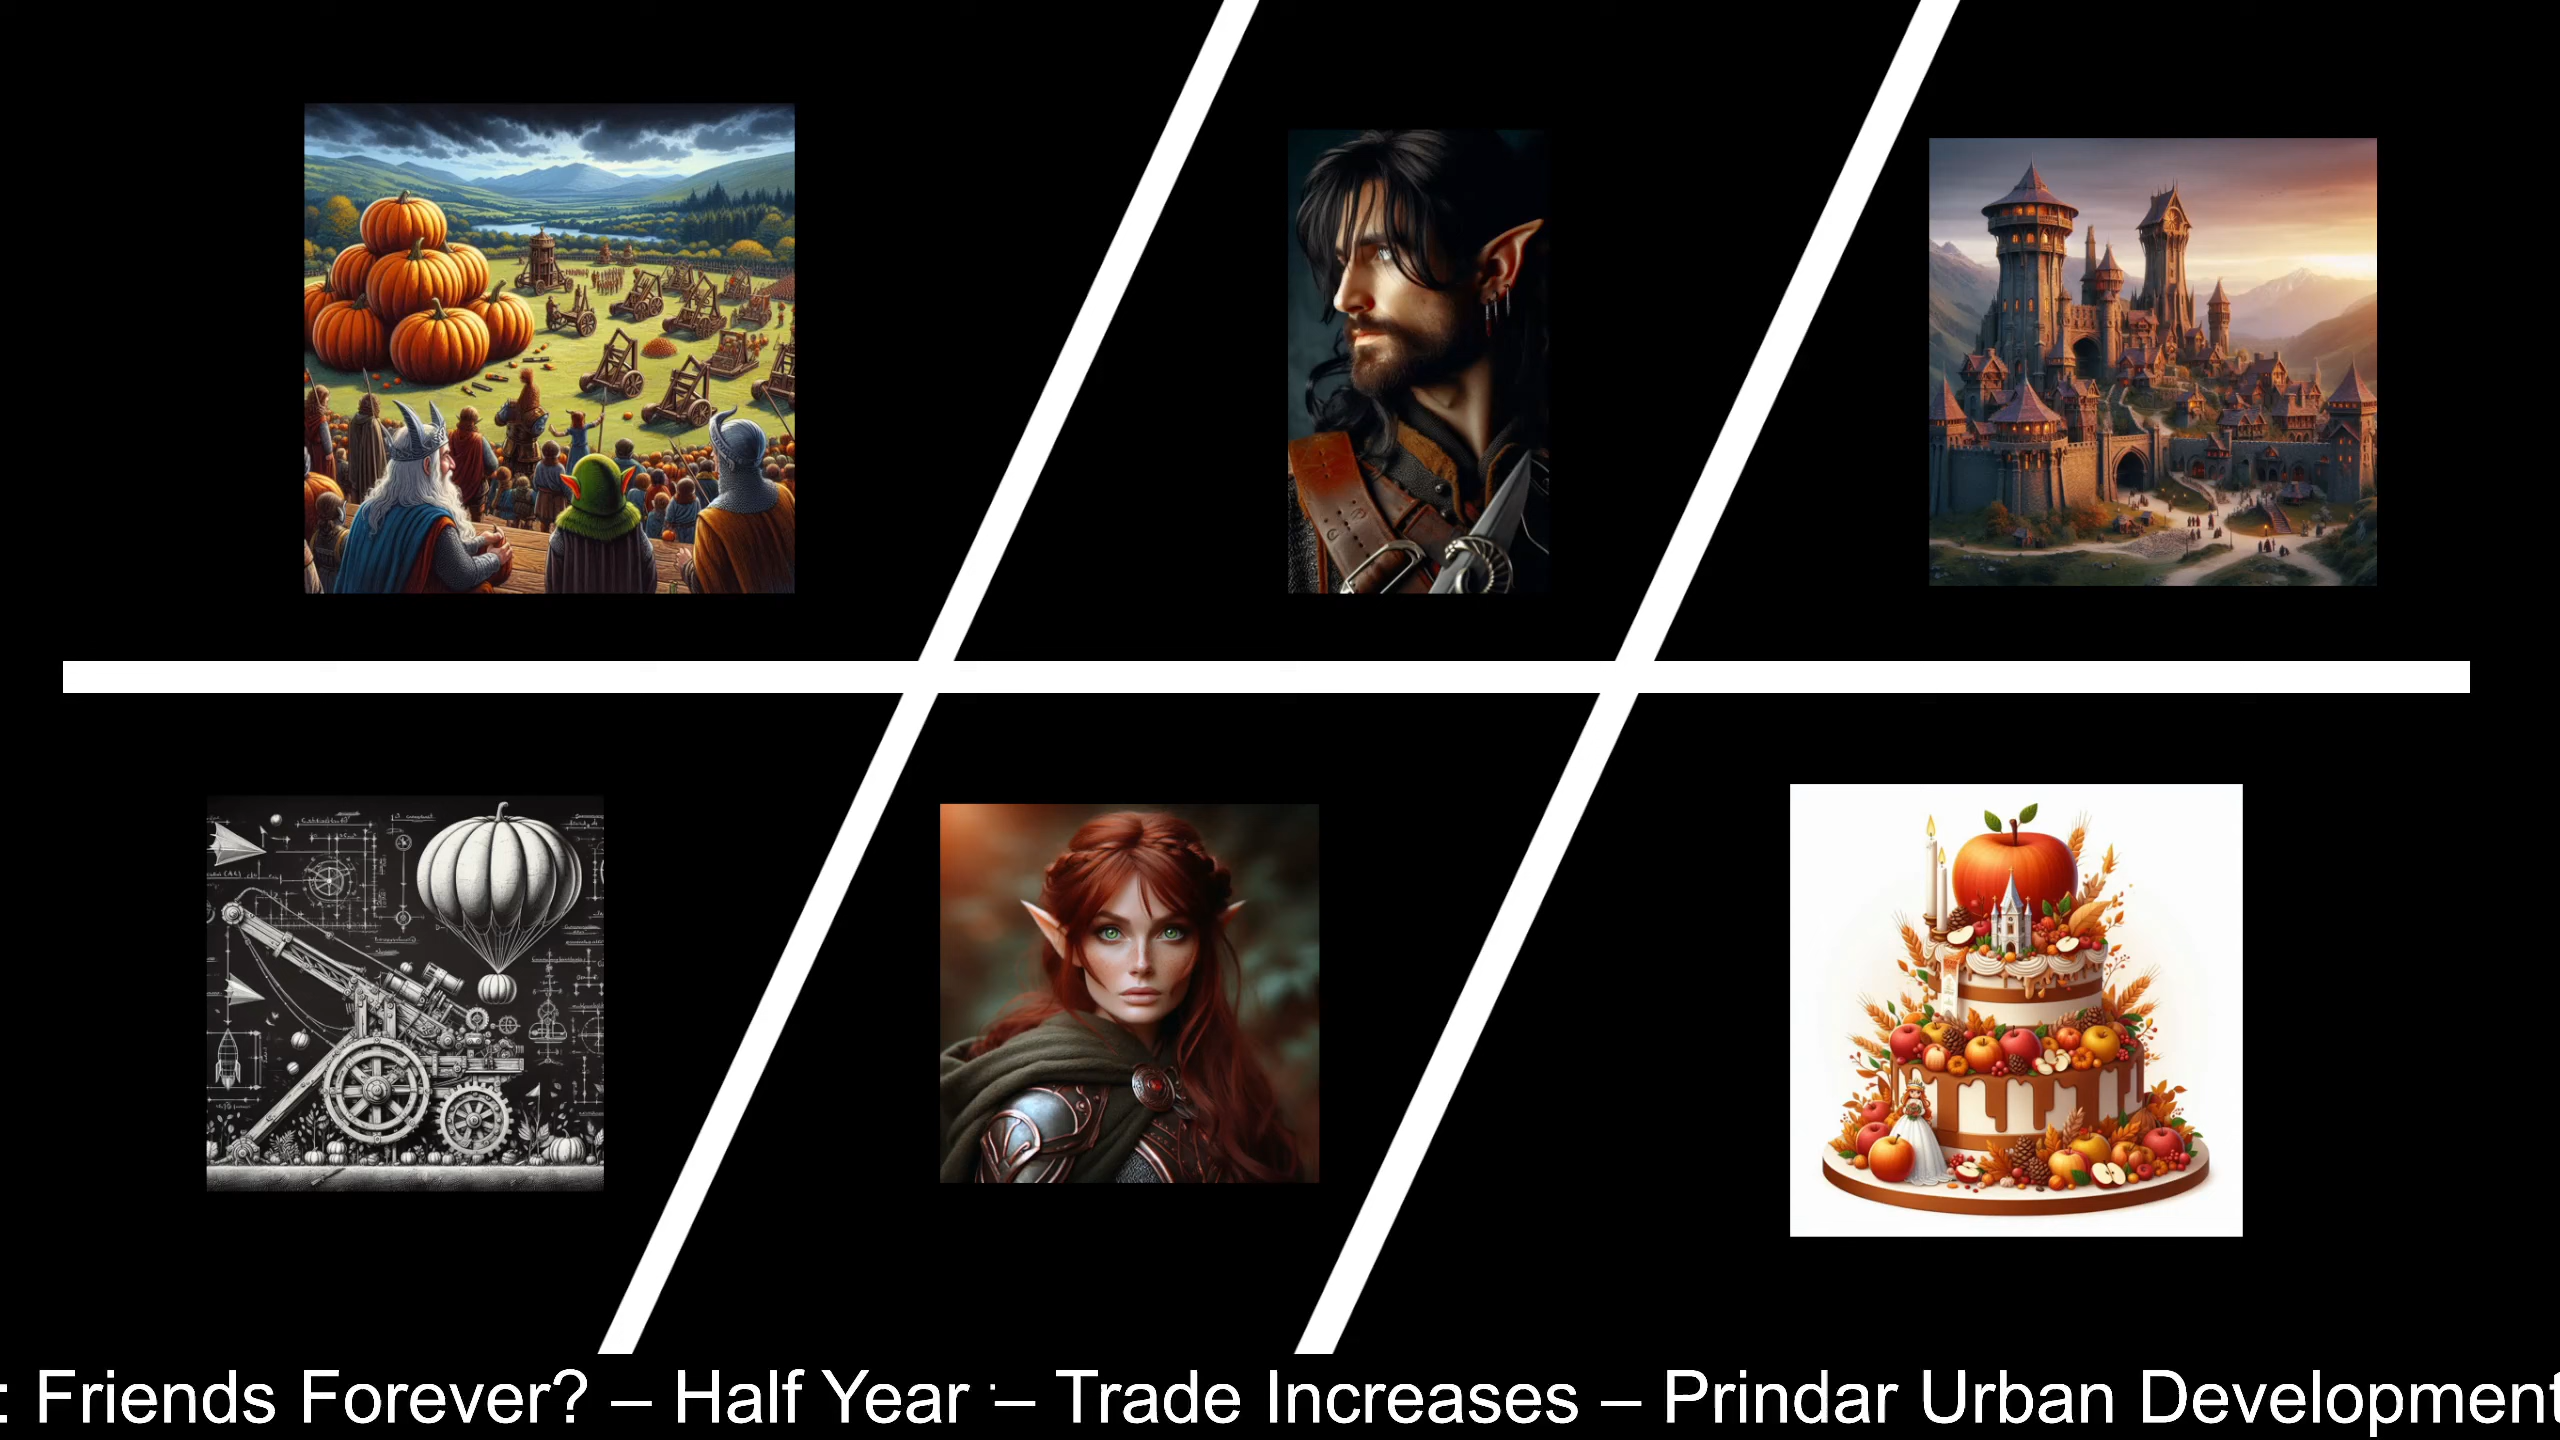 : Friends Forever? – Half Year – Trade Increases – Prindar Urban Development